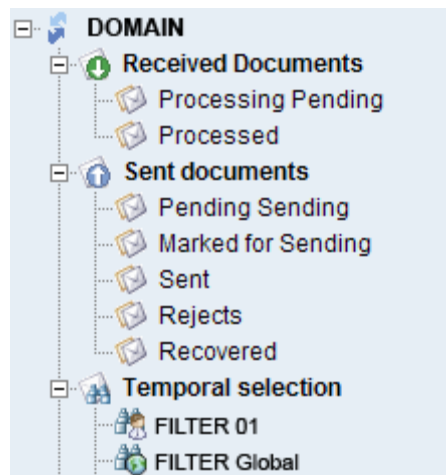 DOMAIN
Received Documents
Processing Pending
Processed
Sent documents
Pending Sending
Marked for Sending
Sent
Rejects
Recovered
Temporal selection
FILTER 01
FILTER Global